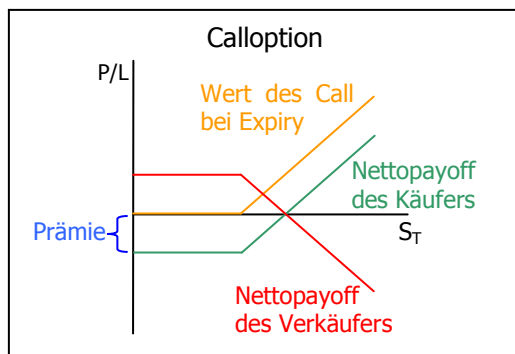 Calloption
P/L
Wert des Call
bei Expiry
Nettopayoff
des Käufers
Prämie
S_T
Nettopayoff
des Verkäufers